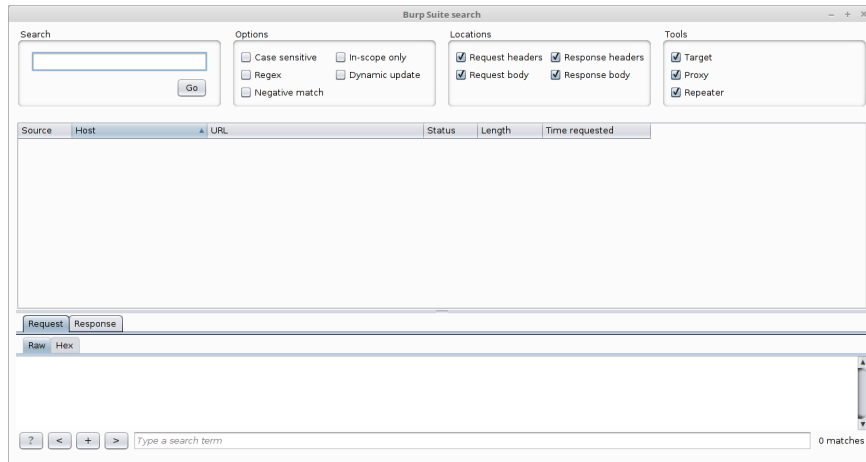 Burp Suite search
Search
Go
Options
Case sensitive
In-scope only
Regex
Dynamic update
Negative match
Locations
Request headers
Response headers
Request body
Response body
Tools
Target
Proxy
Repeater
Source Host URL Status Length Time requested
Request Response
Raw Hex
? < + > Type a search term 0 matches